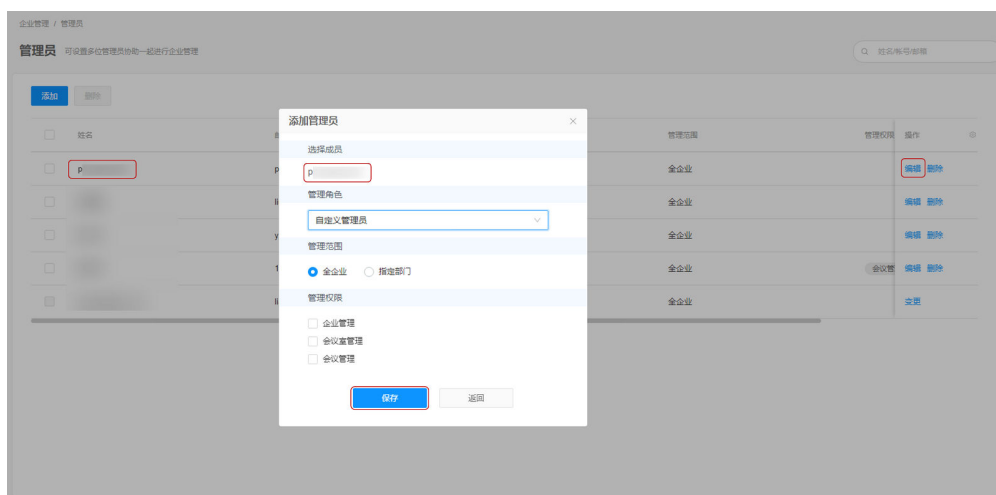 企业管理 / 管理员
管理员 可设置多位管理员协助一起进行企业管理
姓名/帐号/邮箱
添加 删除
添加管理员
姓名
管理范围 管理权限 操作
选择成员
p p
p
全企业 编辑 删除
管理角色
li
全企业 编辑 删除
自定义管理员
y
全企业 编辑 删除
管理范围
1
全企业 指定部门
全企业 会议管 编辑 删除
管理权限
li
全企业 变更
企业管理
会议室管理
会议管理
保存 返回